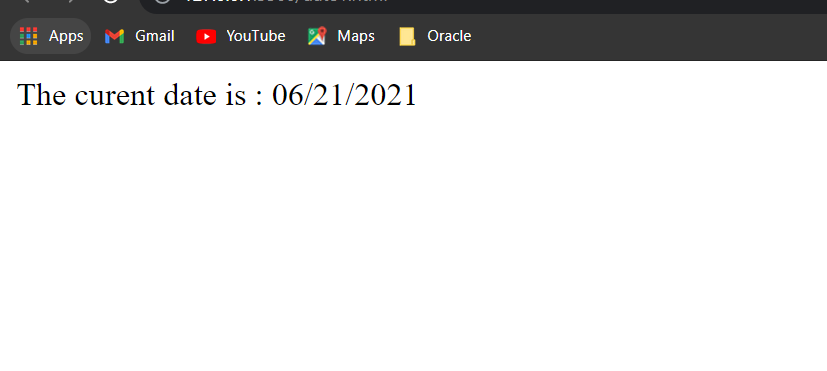 Apps Gmail YouTube Maps Oracle
The curent date is : 06/21/2021